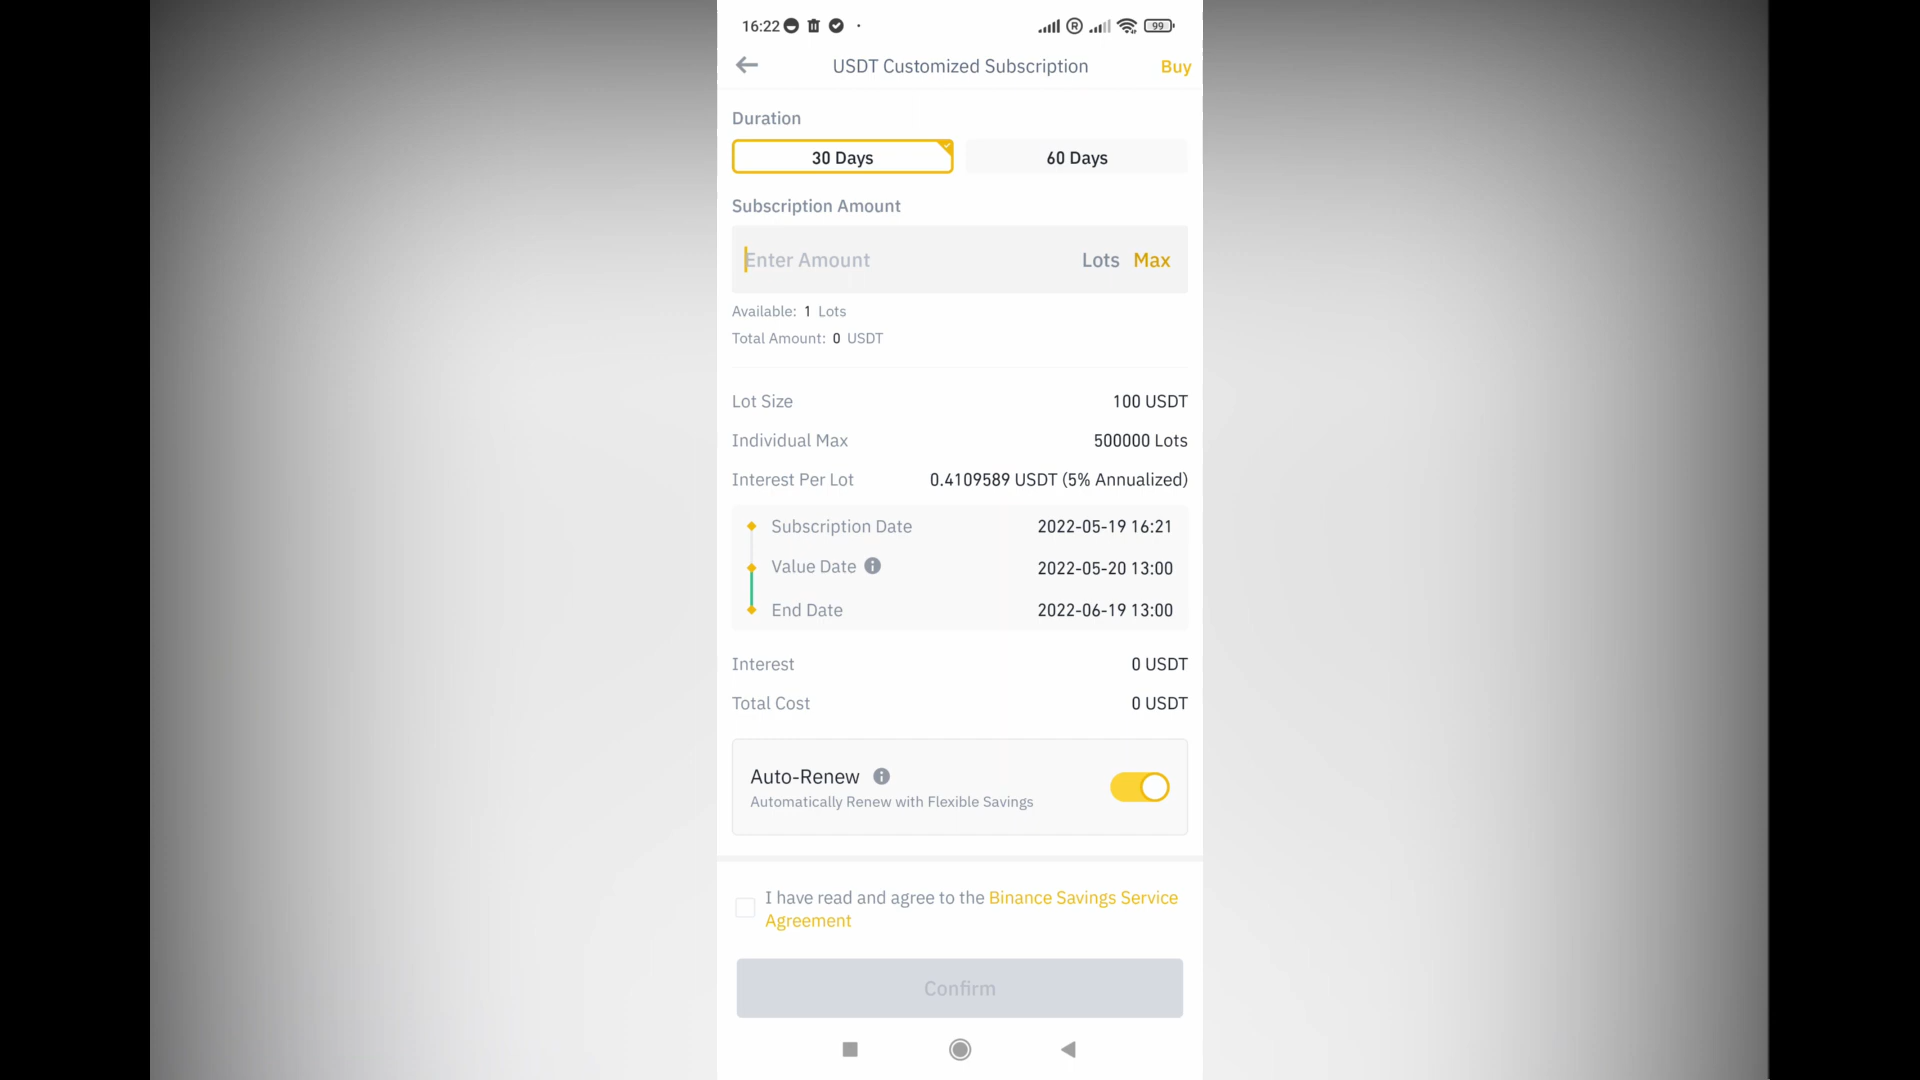 16:22
R
99
USDT Customized Subscription Buy
Duration
30 Days 60 Days
Subscription Amount
Enter Amount Lots Max
Available: 1 Lots
Total Amount: 0 USDT
Lot Size 100 USDT
Individual Max 500000 Lots
Interest Per Lot 0.4109589 USDT (5% Annualized)
Subscription Date 2022-05-19 16:21
Value Date 2022-05-20 13:00
End Date 2022-06-19 13:00
Interest 0 USDT
Total Cost 0 USDT
Auto-Renew
Automatically Renew with Flexible Savings
I have read and agree to the Binance Savings Service
Agreement
Confirm